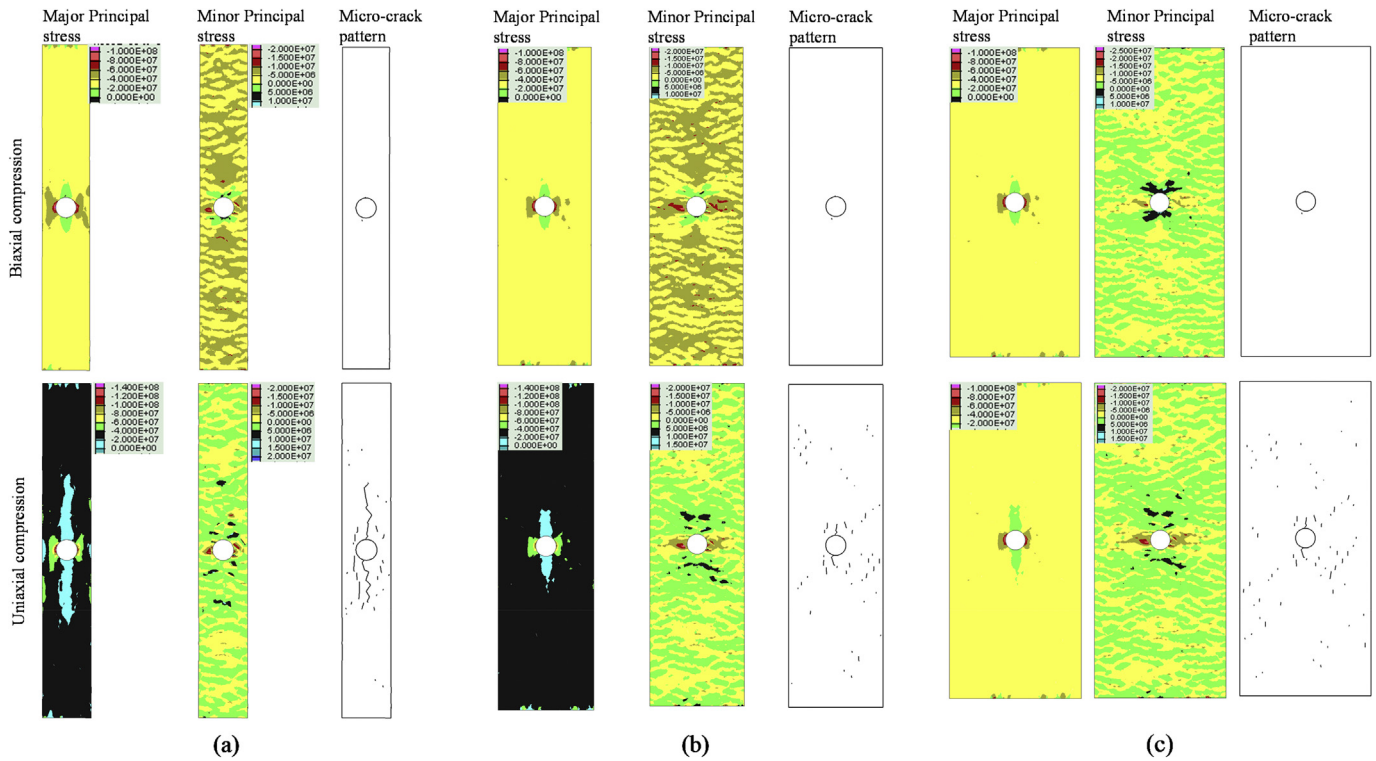 Major Principal
stress
Minor Principal
stress
Micro-crack
pattern
Major Principal
stress
Minor Principal
stress
Micro-crack
pattern
Major Principal
stress
Minor Principal
stress
Micro-crack
pattern
Biaxial compression
-1.000E+08
-8.000E+07
-6.000E+07
-4.000E+07
-2.000E+07
0.000E+00
-2.000E+07
-1.500E+07
-1.000E+07
-5.000E+06
0.000E+00
5.000E+06
1.000E+07
-1.000E+08
-8.000E+07
-6.000E+07
-4.000E+07
-2.000E+07
0.000E+00
-2.000E+07
-1.500E+07
-1.000E+07
-5.000E+06
0.000E+00
5.000E+06
1.000E+07
-1.000E+08
-8.000E+07
-6.000E+07
-4.000E+07
-2.000E+07
0.000E+00
-2.500E+07
-2.000E+07
-1.500E+07
-1.000E+07
-5.000E+06
0.000E+00
5.000E+06
1.000E+07
Uniaxial compression
-1.400E+08
-1.200E+08
-1.000E+08
-8.000E+07
-6.000E+07
-4.000E+07
-2.000E+07
0.000E+00
-2.000E+07
-1.500E+07
-1.000E+07
-5.000E+06
0.000E+00
5.000E+06
1.000E+07
1.500E+07
2.000E+07
-1.400E+08
-1.200E+08
-1.000E+08
-8.000E+07
-6.000E+07
-4.000E+07
-2.000E+07
0.000E+00
-2.000E+07
-1.500E+07
-1.000E+07
-5.000E+06
0.000E+00
5.000E+06
1.000E+07
1.500E+07
-1.000E+08
-8.000E+07
-6.000E+07
-4.000E+07
-2.000E+07
-2.000E+07
-1.500E+07
-1.000E+07
-5.000E+06
0.000E+00
5.000E+06
1.000E+07
1.500E+07
(a)
(b)
(c)